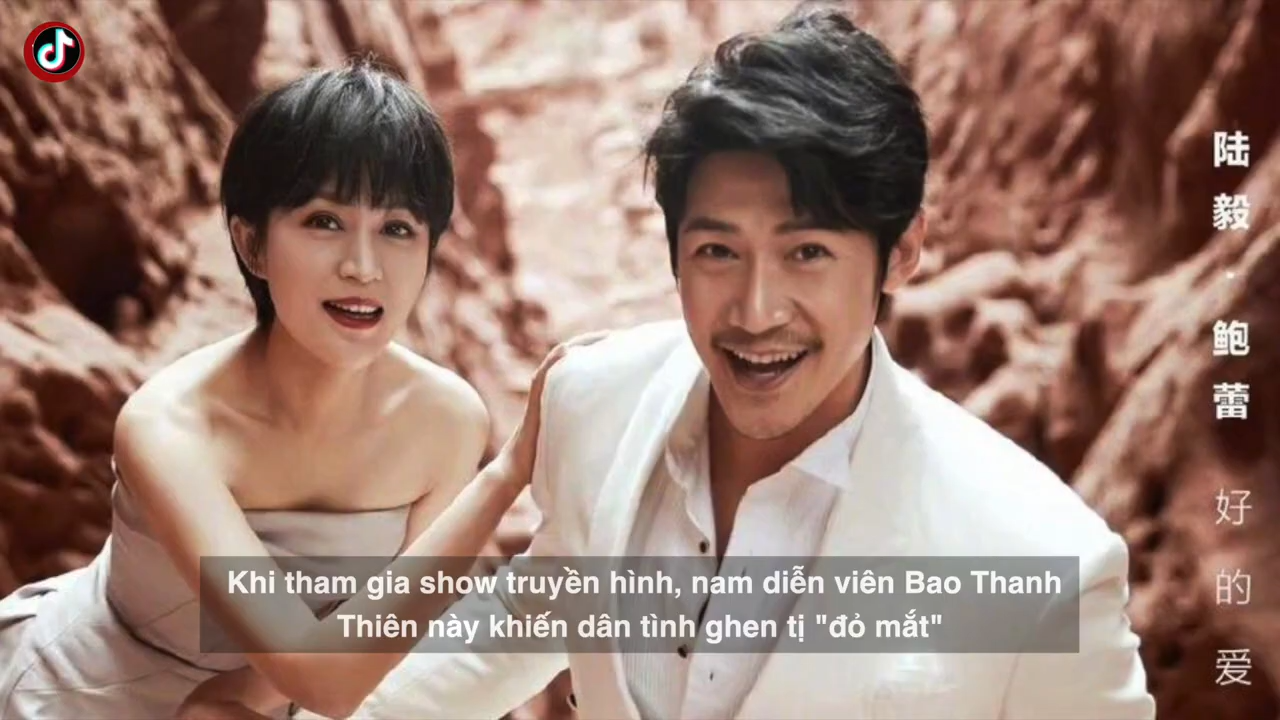 陆毅·鲍蕾
好的爱
Khi tham gia show truyền hình, nam diễn viên Bao Thanh
Thiên này khiến dân tình ghen tị "đỏ mắt"